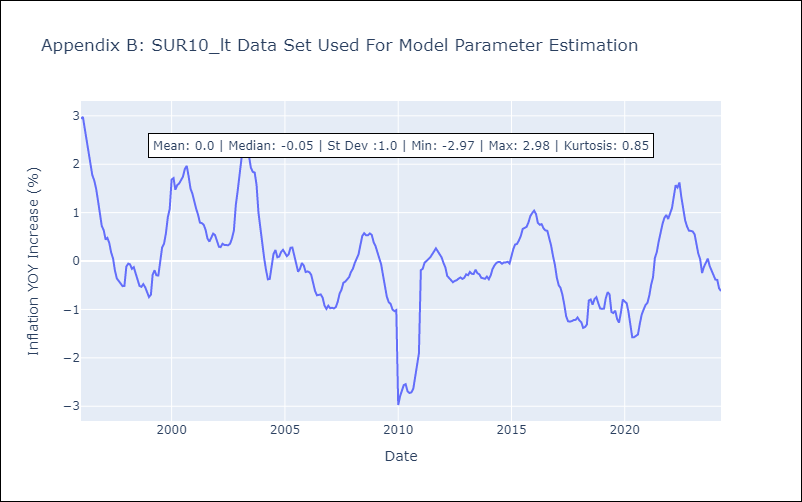 Appendix B: SUR10_lt Data Set Used For Model Parameter Estimation
3
Mean: 0.0 | Median: -0.05 | St Dev :1.0 | Min: -2.97 | Max: 2.98 | Kurtosis: 0.85
2
1
0
−1
−2
−3
Inflation YOY Increase (%)
2000 2005 2010 2015 2020
Date